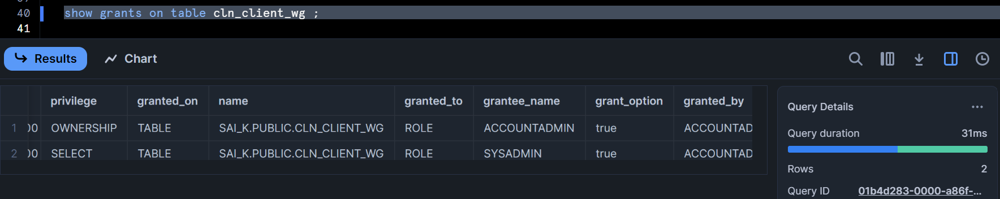 40 show grants on table cln_client_wg ;
41
Results Chart
privilege granted_on name granted_to grantee_name grant_option granted_by
1 00 OWNERSHIP TABLE SAI_K.PUBLIC.CLN_CLIENT_WG ROLE ACCOUNTADMIN true ACCOUNTAD
2 00 SELECT TABLE SAI_K.PUBLIC.CLN_CLIENT_WG ROLE SYSADMIN true ACCOUNTAD
Query Details ...
Query duration 31ms
Rows 2
Query ID 01b4d283-0000-a86f-...